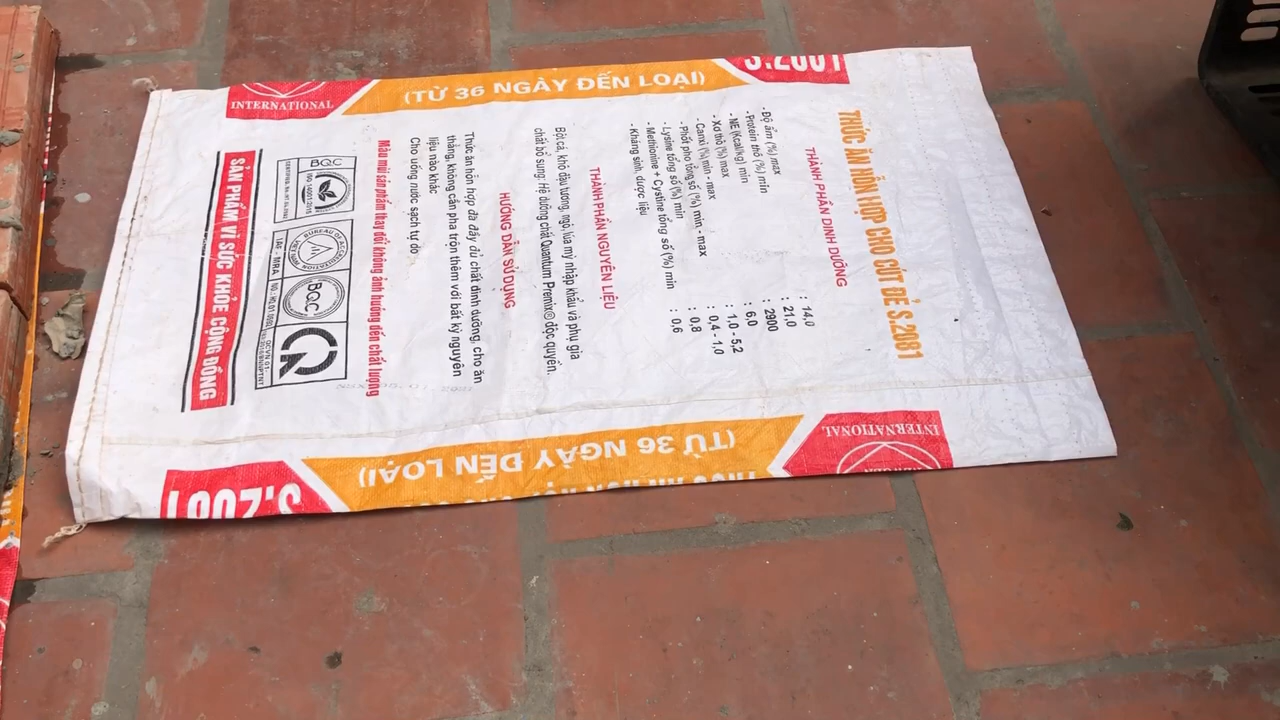 THỨC ĂN HỖN HỢP CHO CÚT ĐẺ S.2081
THÀNH PHẦN DINH DƯỠNG
- Độ ẩm (%) max : 14,0
- Protein thô (%) min : 21,0
- NE (Kcal/kg) min : 2900
- Xơ thô (%) max : 6,0
- Canxi (%) min - max : 1,0 - 5,2
- Phốt pho tổng số (%) min - max : 0,4- 1,0
- Lysine tổng số (%) min : 0,8
- Methionine + Cystine tổng số (%) min : 0,6
- Kháng sinh, dược liệu
THÀNH PHẦN NGUYÊN LIỆU
Bột cá, khô dầu tương, ngô, lúa mỳ nhập khẩu và phụ gia
chất bổ sung: Hệ dưỡng chất Quantum Premix® độc quyền.
HƯỚNG DẪN SỬ DỤNG
Thức ăn hỗn hợp đã đầy đủ chất dinh dưỡng, cho ăn
thẳng, không cần pha trộn thêm với bất kỳ nguyên
liệu nào khác
Cho uống nước sạch tự do
Màu mùi sản phẩm thay đổi không ảnh hưởng đến chất lượng
BQC
ISO 14001:2015
BUREAU OF ACCREDITATION
BQC
SẢN PHẨM VÌ SỨC KHỎE CỘNG ĐỒNG
INTERNATIONAL
(TỪ 36 NGÀY ĐẾN LOẠI)
S.2081
INTERNATIONAL
(TỪ 36 NGÀY ĐẾN LOẠI)
S.2081